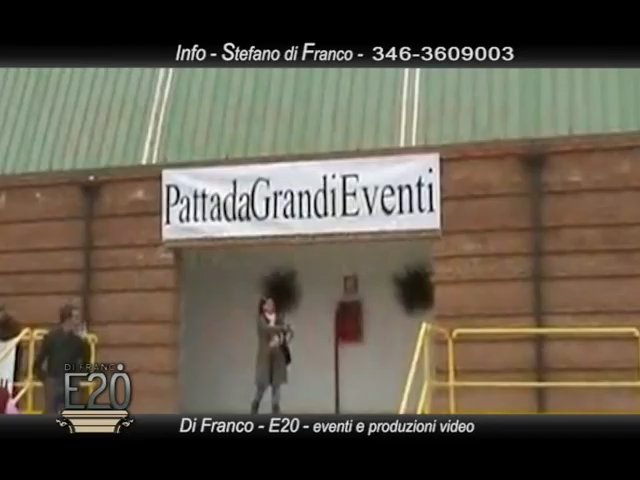 Info - Stefano di Franco - 346-3609003
PattadaGrandiEventi
DI FRANCO
E20
Di Franco - E20 - eventi e produzioni video